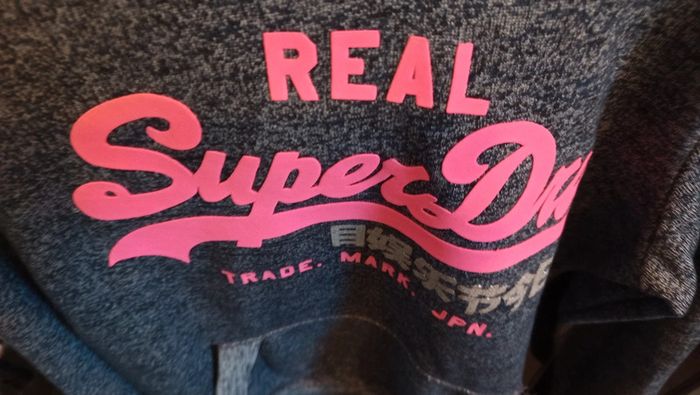 REAL
SuperDr
TRADE. MARK. JPN.